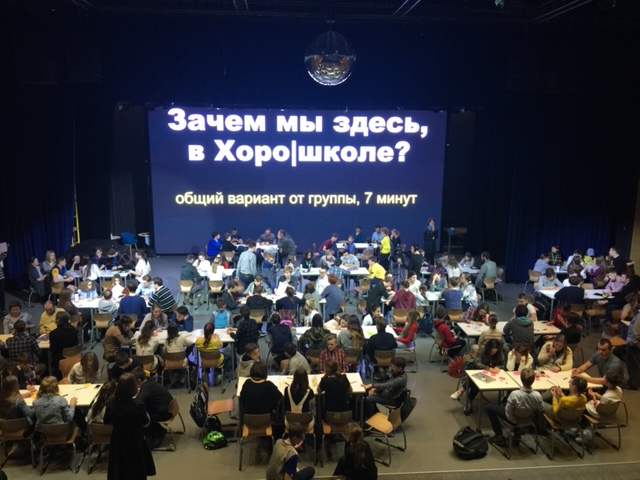 Зачем мы здесь,
в Хоро|школе?
общий вариант от группы, 7 минут